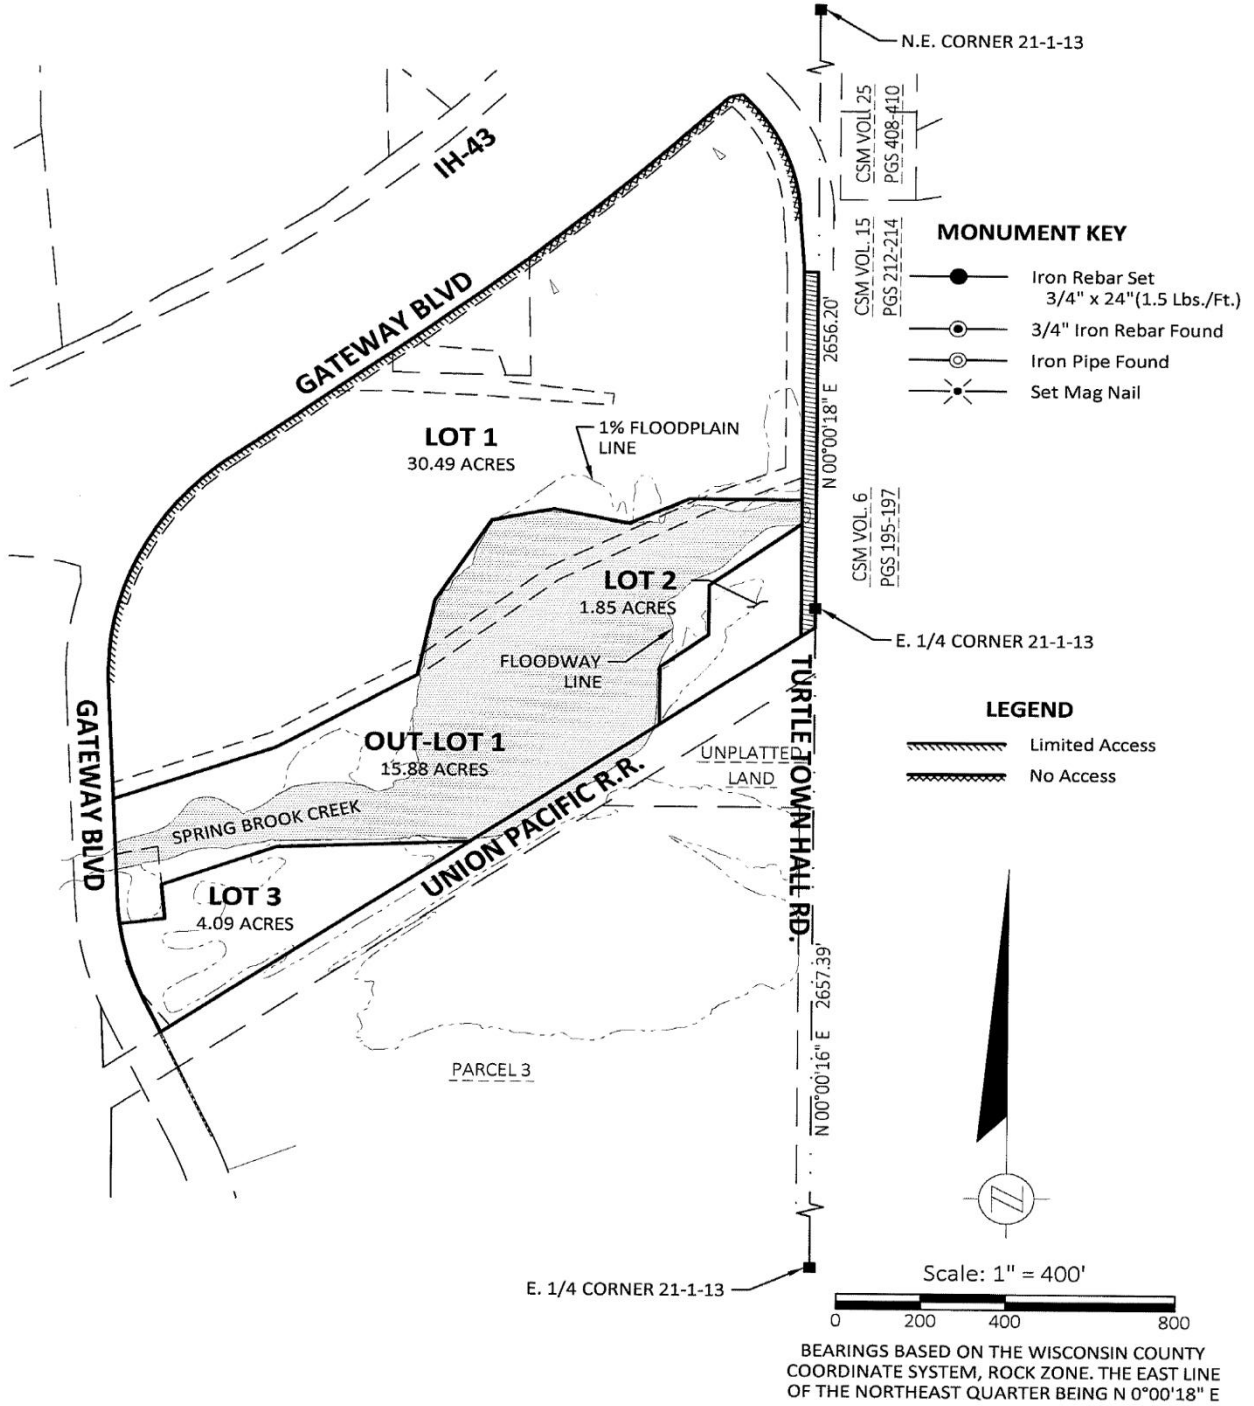 N.E. CORNER 21-1-13
CSM VOL. 25
PGS 408-410
IH-43
CSM VOL. 15
PGS 212-214
MONUMENT KEY
Iron Rebar Set
3/4" x 24"(1.5 Lbs./Ft.)
3/4" Iron Rebar Found
Iron Pipe Found
Set Mag Nail
GATEWAY BLVD
N 00°00'18" E 2656.20'
LOT 1
30.49 ACRES
1% FLOODPLAIN
LINE
CSM VOL. 6
PGS 195-197
LOT 2
1.85 ACRES
E. 1/4 CORNER 21-1-13
FLOODWAY
LINE
TURTLE TOWN HALL RD.
LEGEND
Limited Access
No Access
GATEWAY BLVD
OUT-LOT 1
15.88 ACRES
UNPLATTED
LAND
SPRING BROOK CREEK
UNION PACIFIC R.R.
LOT 3
4.09 ACRES
N 00°00'16" E 2657.39'
PARCEL 3
N
E. 1/4 CORNER 21-1-13
Scale: 1" = 400'
0 200 400 800
BEARINGS BASED ON THE WISCONSIN COUNTY
COORDINATE SYSTEM, ROCK ZONE. THE EAST LINE
OF THE NORTHEAST QUARTER BEING N 0°00'18" E